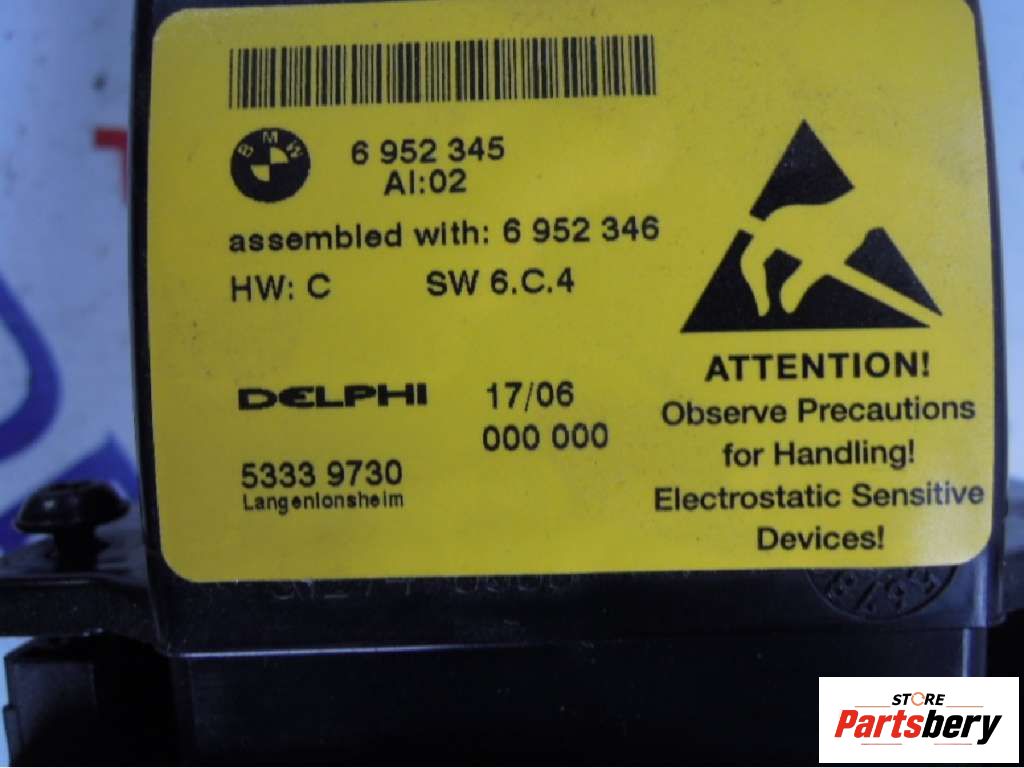 BMW
6 952 345
AI:02
assembled with: 6 952 346
HW: C SW 6.C.4
DELPHI 17/06
000 000
5333 9730
Langenlonsheim
ATTENTION!
Observe Precautions
for Handling!
Electrostatic Sensitive
Devices!
STORE
Partsbery